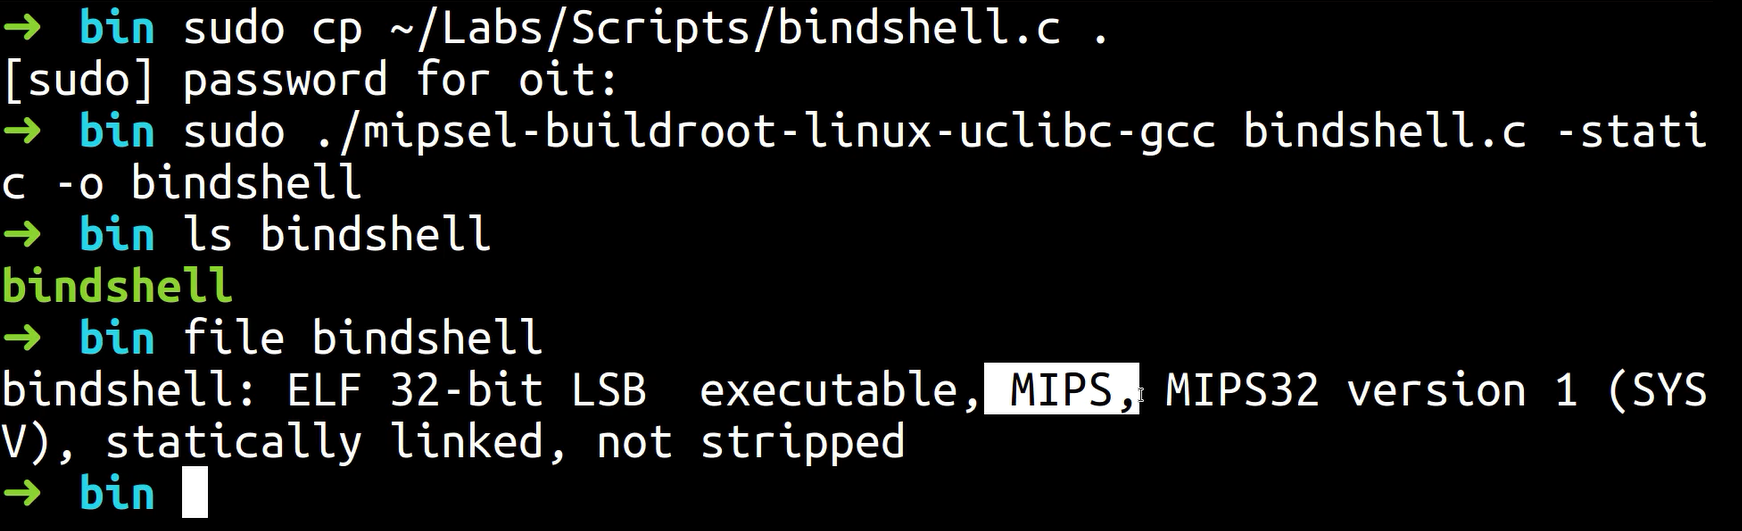 ➜ bin sudo cp ~/Labs/Scripts/bindshell.c .
[sudo] password for oit:
➜ bin sudo ./mipsel-buildroot-linux-uclibc-gcc bindshell.c -stati
c -o bindshell
➜ bin ls bindshell
bindshell
➜ bin file bindshell
bindshell: ELF 32-bit LSB  executable, MIPS, MIPS32 version 1 (SYS
V), statically linked, not stripped
➜ bin